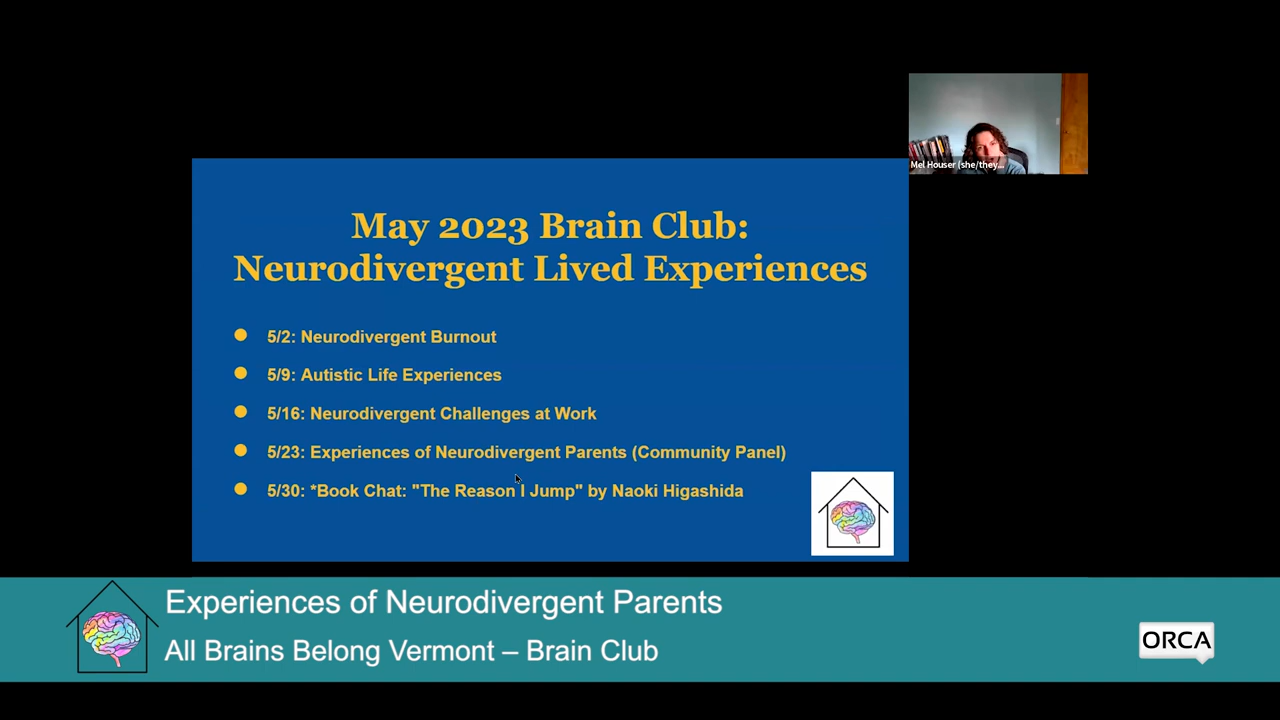 Mel Houser (she/they...
May 2023 Brain Club:
Neurodivergent Lived Experiences
5/2: Neurodivergent Burnout
5/9: Autistic Life Experiences
5/16: Neurodivergent Challenges at Work
5/23: Experiences of Neurodivergent Parents (Community Panel)
5/30: *Book Chat: "The Reason I Jump" by Naoki Higashida
Experiences of Neurodivergent Parents
All Brains Belong Vermont – Brain Club
ORCA